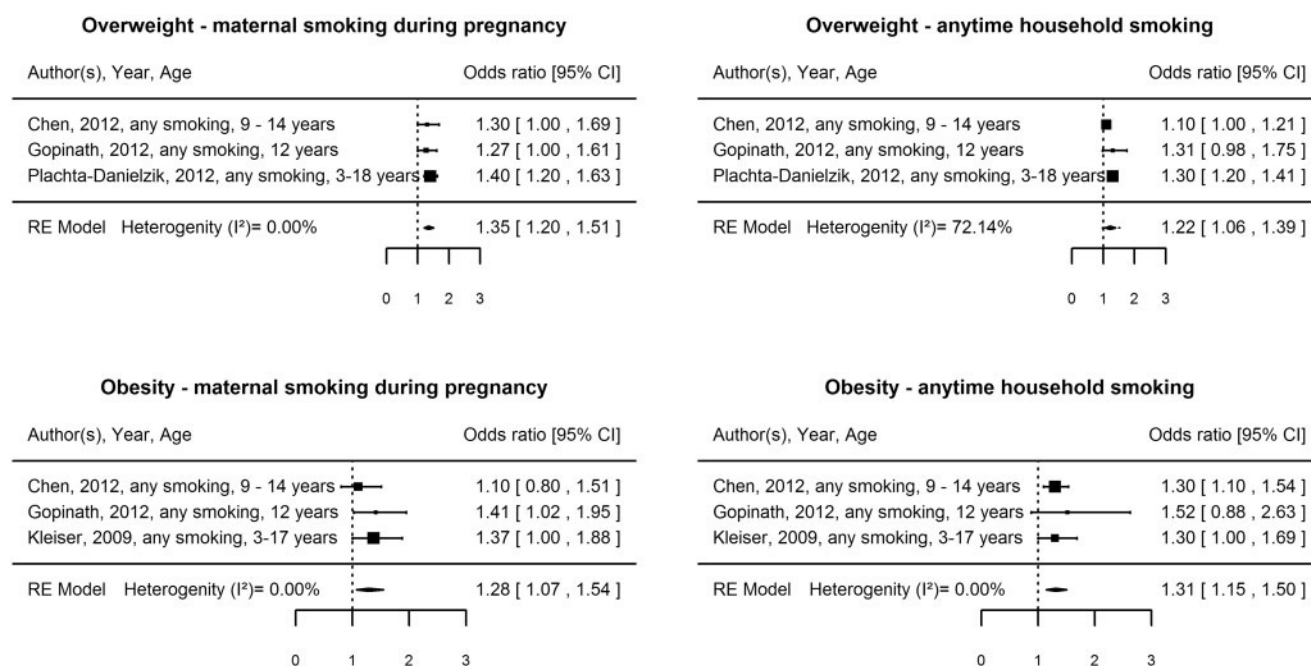 Overweight - maternal smoking during pregnancy
Author(s), Year, Age Odds ratio [95% CI]
Chen, 2012, any smoking, 9 - 14 years 1.30 [ 1.00 , 1.69 ]
Gopinath, 2012, any smoking, 12 years 1.27 [ 1.00 , 1.61 ]
Plachta-Danielzik, 2012, any smoking, 3-18 years 1.40 [ 1.20 , 1.63 ]
RE Model Heterogenity (I²)= 0.00% 1.35 [ 1.20 , 1.51 ]
0 1 2 3
Overweight - anytime household smoking
Author(s), Year, Age Odds ratio [95% CI]
Chen, 2012, any smoking, 9 - 14 years 1.10 [ 1.00 , 1.21 ]
Gopinath, 2012, any smoking, 12 years 1.31 [ 0.98 , 1.75 ]
Plachta-Danielzik, 2012, any smoking, 3-18 years 1.30 [ 1.20 , 1.41 ]
RE Model Heterogenity (I²)= 72.14% 1.22 [ 1.06 , 1.39 ]
0 1 2 3
Obesity - maternal smoking during pregnancy
Author(s), Year, Age Odds ratio [95% CI]
Chen, 2012, any smoking, 9 - 14 years 1.10 [ 0.80 , 1.51 ]
Gopinath, 2012, any smoking, 12 years 1.41 [ 1.02 , 1.95 ]
Kleiser, 2009, any smoking, 3-17 years 1.37 [ 1.00 , 1.88 ]
RE Model Heterogenity (I²)= 0.00% 1.28 [ 1.07 , 1.54 ]
0 1 2 3
Obesity - anytime household smoking
Author(s), Year, Age Odds ratio [95% CI]
Chen, 2012, any smoking, 9 - 14 years 1.30 [ 1.10 , 1.54 ]
Gopinath, 2012, any smoking, 12 years 1.52 [ 0.88 , 2.63 ]
Kleiser, 2009, any smoking, 3-17 years 1.30 [ 1.00 , 1.69 ]
RE Model Heterogenity (I²)= 0.00% 1.31 [ 1.15 , 1.50 ]
0 1 2 3